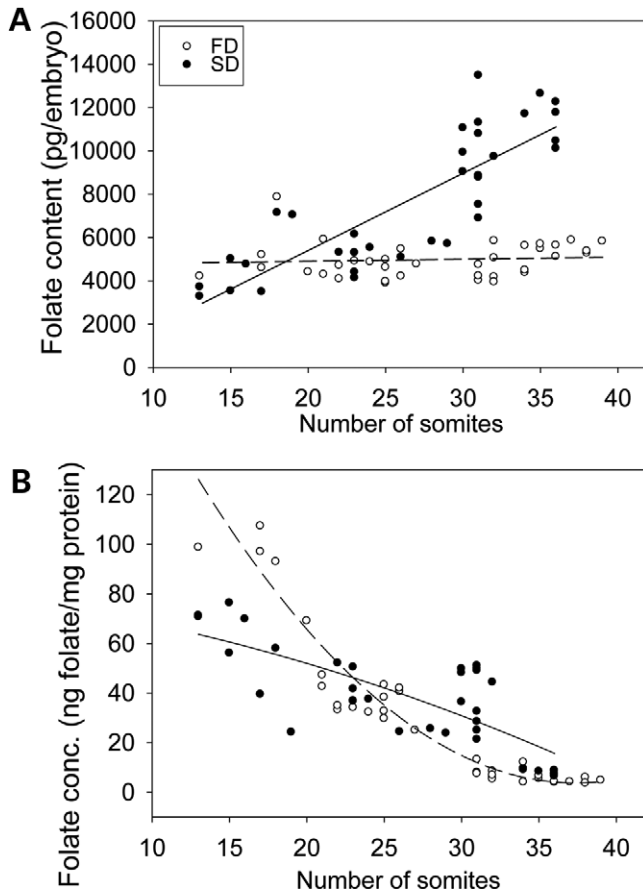 A
Folate content (pg/embryo)
16000
14000
12000
10000
8000
6000
4000
2000
0
FD
SD
10 15 20 25 30 35 40
Number of somites
B
Folate conc. (ng folate/mg protein)
120
100
80
60
40
20
0
10 15 20 25 30 35 40
Number of somites